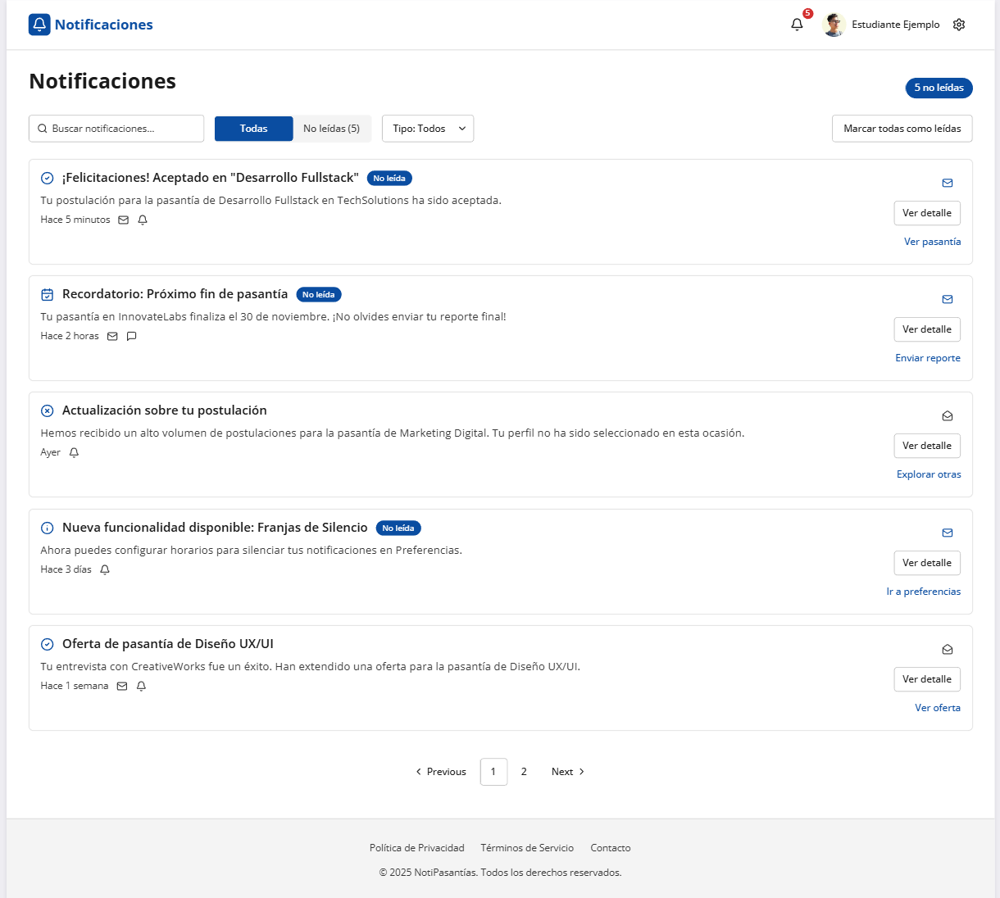 Notificaciones
5
Estudiante Ejemplo
Notificaciones
5 no leídas
Buscar notificaciones...
Todas
No leídas (5)
Tipo: Todos
Marcar todas como leídas
¡Felicitaciones! Aceptado en "Desarrollo Fullstack"
No leída
Tu postulación para la pasantía de Desarrollo Fullstack en TechSolutions ha sido aceptada.
Hace 5 minutos
Ver detalle
Ver pasantía
Recordatorio: Próximo fin de pasantía
No leída
Tu pasantía en InnovateLabs finaliza el 30 de noviembre. ¡No olvides enviar tu reporte final!
Hace 2 horas
Ver detalle
Enviar reporte
Actualización sobre tu postulación
Hemos recibido un alto volumen de postulaciones para la pasantía de Marketing Digital. Tu perfil no ha sido seleccionado en esta ocasión.
Ayer
Ver detalle
Explorar otras
Nueva funcionalidad disponible: Franjas de Silencio
No leída
Ahora puedes configurar horarios para silenciar tus notificaciones en Preferencias.
Hace 3 días
Ver detalle
Ir a preferencias
Oferta de pasantía de Diseño UX/UI
Tu entrevista con CreativeWorks fue un éxito. Han extendido una oferta para la pasantía de Diseño UX/UI.
Hace 1 semana
Ver detalle
Ver oferta
Previous
1
2
Next
Política de Privacidad
Términos de Servicio
Contacto
© 2025 NotiPasantías. Todos los derechos reservados.